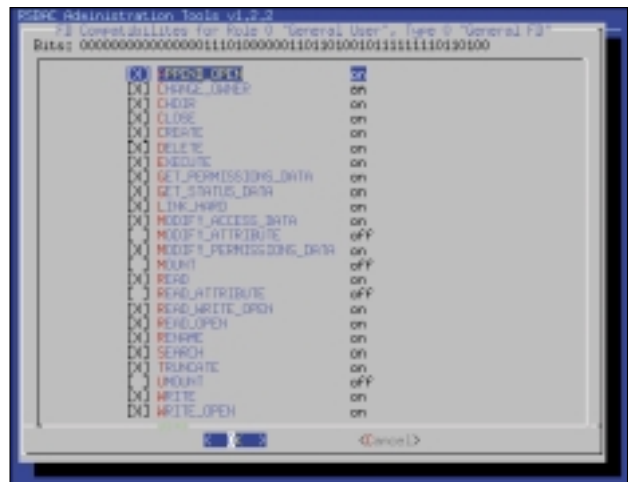 RSBAC Administration Tools v1.2.2
FD Compatibilites for Role 0 "General User", Type 0 "General FD"
Bits:
[X] APPEND_OPEN on
[X] CHANGE_OWNER on
[X] CHDIR on
[X] CLOSE on
[X] CREATE on
[X] DELETE on
[X] EXECUTE on
[X] GET_PERMISSIONS_DATA on
[X] GET_STATUS_DATA on
[X] LINK_HARD on
[X] MODIFY_ACCESS_DATA on
[ ] MODIFY_ATTRIBUTE off
[X] MODIFY_PERMISSIONS_DATA on
[ ] MOUNT off
[X] READ on
[ ] READ_ATTRIBUTE off
[X] READ_WRITE_OPEN on
[X] READ_OPEN on
[X] RENAME on
[X] SEARCH on
[X] TRUNCATE on
[ ] UMOUNT off
[X] WRITE on
[X] WRITE_OPEN on
< OK > <Cancel>